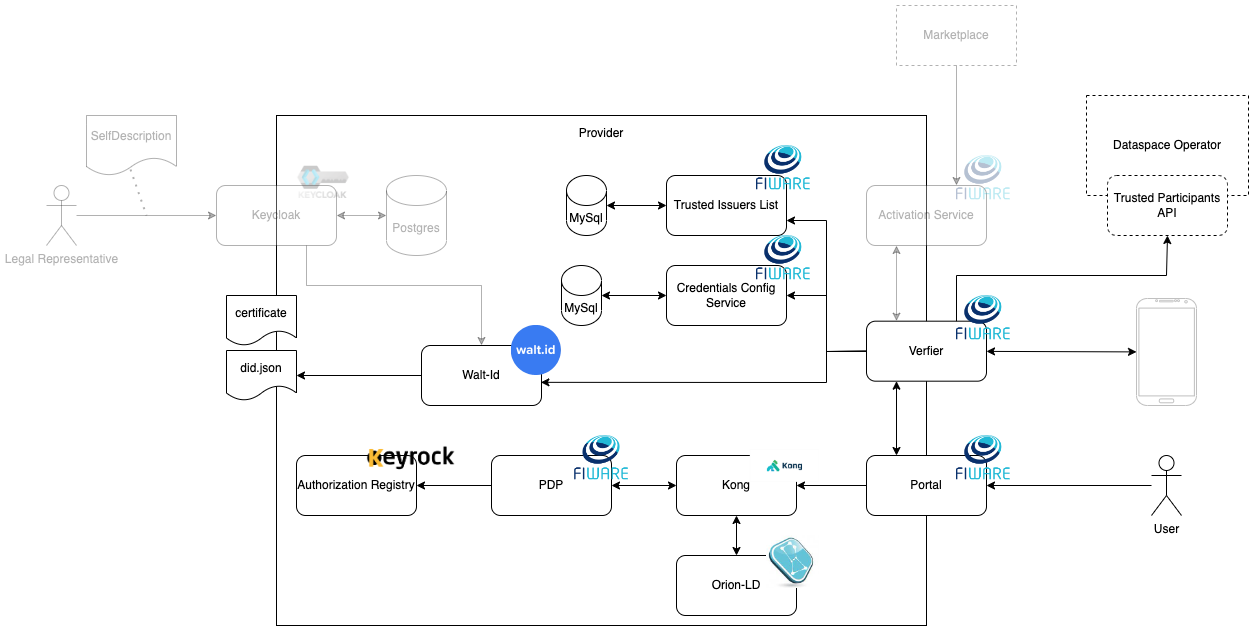 Marketplace
SelfDescription
Provider
Dataspace Operator
FIWARE
KEYCLOAK
FIWARE
Trusted Participants
API
Keycloak
Postgres
MySql
Trusted Issuers List
Activation Service
Legal Representative
FIWARE
Credentials Config
Service
MySql
certificate
FIWARE
walt.id
Verfier
did.json
Walt-Id
keyrock
FIWARE
Kong
FIWARE
Authorization Registry
PDP
Kong
Portal
User
Orion-LD